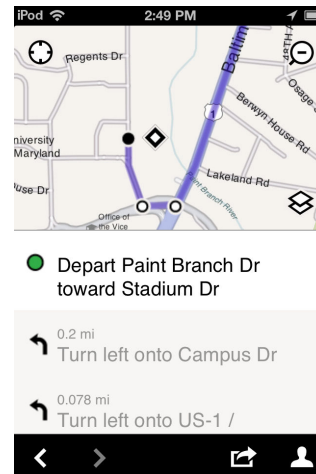 iPod 2:49 PM
Regents Dr
Baltim
48TH A
Osage
Berwyn House Rd
1
niversity
Maryland
Lakeland Rd
use Dr
nt Branch River
Office of
the Vice
Depart Paint Branch Dr
toward Stadium Dr
0.2 mi
Turn left onto Campus Dr
0.078 mi
Turn left onto US-1 /